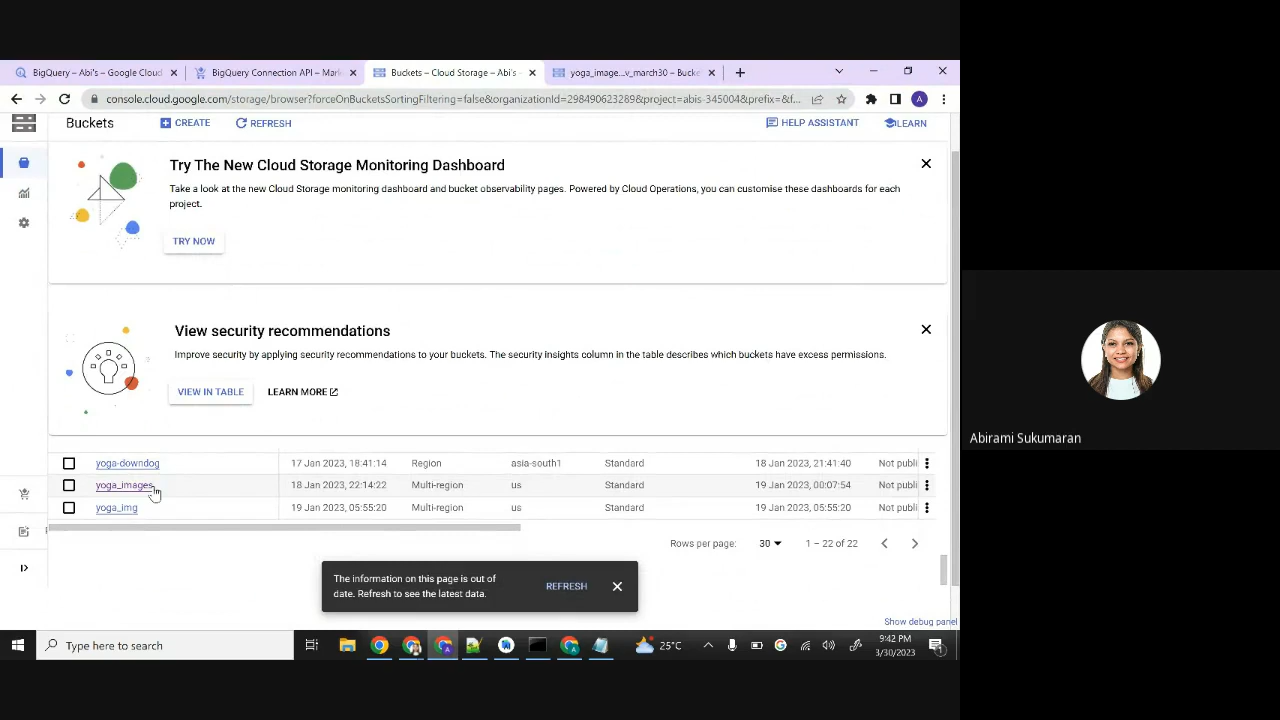 BigQuery – Abi's – Google Cloud
BigQuery Connection API – Mark
Buckets – Cloud Storage – Abi's -
yoga_image...v_march30 – Bucke
console.cloud.google.com/storage/browser?forceOnBucketsSortingFiltering=false&organizationId=298490623289&project=abis-345004&prefix=&f...
A
Buckets
CREATE
REFRESH
HELP ASSISTANT
LEARN
Try The New Cloud Storage Monitoring Dashboard
Take a look at the new Cloud Storage monitoring dashboard and bucket observability pages. Powered by Cloud Operations, you can customise these dashboards for each
project.
TRY NOW
View security recommendations
Improve security by applying security recommendations to your buckets. The security insights column in the table describes which buckets have excess permissions.
VIEW IN TABLE
LEARN MORE
yoga-downdog 17 Jan 2023, 18:41:14 Region asia-south1 Standard 18 Jan 2023, 21:41:40 Not publi
yoga_images 18 Jan 2023, 22:14:22 Multi-region us Standard 19 Jan 2023, 00:07:54 Not publi
yoga_img 19 Jan 2023, 05:55:20 Multi-region us Standard 19 Jan 2023, 05:55:20 Not publi
Rows per page: 30 1 – 22 of 22
The information on this page is out of
date. Refresh to see the latest data.
REFRESH
Show debug panel
Type here to search
25°C
9:42 PM
3/30/2023
Abirami Sukumaran